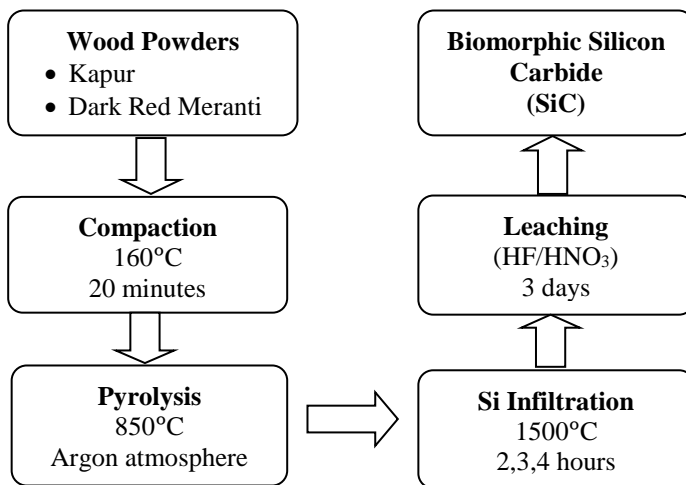 Wood Powders
• Kapur
• Dark Red Meranti
Compaction
160°C
20 minutes
Pyrolysis
850°C
Argon atmosphere
Si Infiltration
1500°C
2,3,4 hours
Leaching
(HF/HNO₃)
3 days
Biomorphic Silicon
Carbide
(SiC)